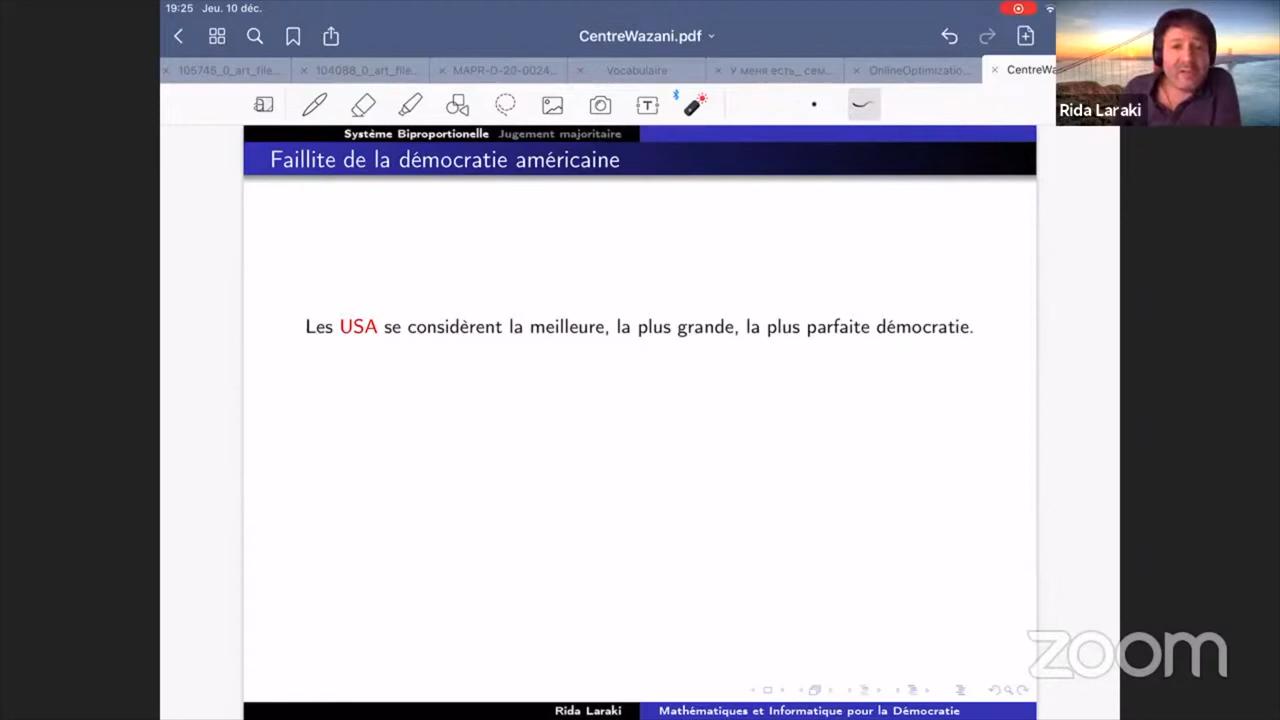 19:25 Jeu. 10 déc.
CentreWazani.pdf
105745_0_art_file...
104088_0_art_file...
MAPR-D-20-0024...
Vocabulaire
У меня есть_ сем...
OnlineOptimizatio...
CentreWa
Rida Laraki
Système Biproportionelle Jugement majoritaire
Faillite de la démocratie américaine
Les USA se considèrent la meilleure, la plus grande, la plus parfaite démocratie.
zoom
Rida Laraki Mathématiques et Informatique pour la Démocratie